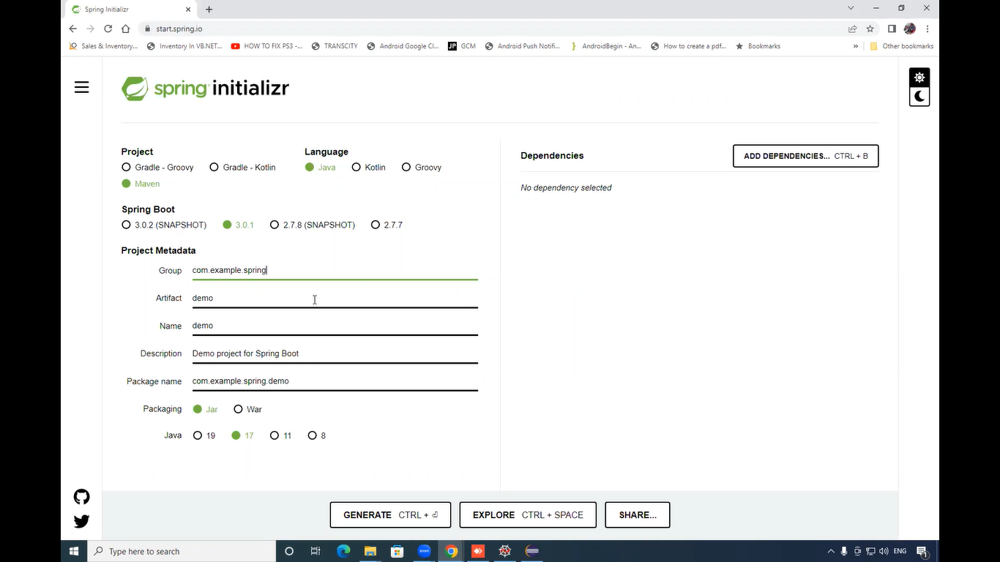 Spring Initializr
start.spring.io
Sales & Inventory...
Inventory In VB.NET...
HOW TO FIX PS3 -...
TRANSCITY
Android Google Cl...
JP GCM
Android Push Notifi...
AndroidBegin - An...
How to create a pdf...
Bookmarks
»
Other bookmarks
spring initializr
Project
Gradle - Groovy
Gradle - Kotlin
Maven
Language
Java
Kotlin
Groovy
Spring Boot
3.0.2 (SNAPSHOT)
3.0.1
2.7.8 (SNAPSHOT)
2.7.7
Project Metadata
Group com.example.spring
Artifact demo
Name demo
Description Demo project for Spring Boot
Package name com.example.spring.demo
Packaging Jar War
Java 19 17 11 8
Dependencies
ADD DEPENDENCIES... CTRL + B
No dependency selected
GENERATE CTRL + ⏎
EXPLORE CTRL + SPACE
SHARE...
Type here to search
zoom
ENG
1